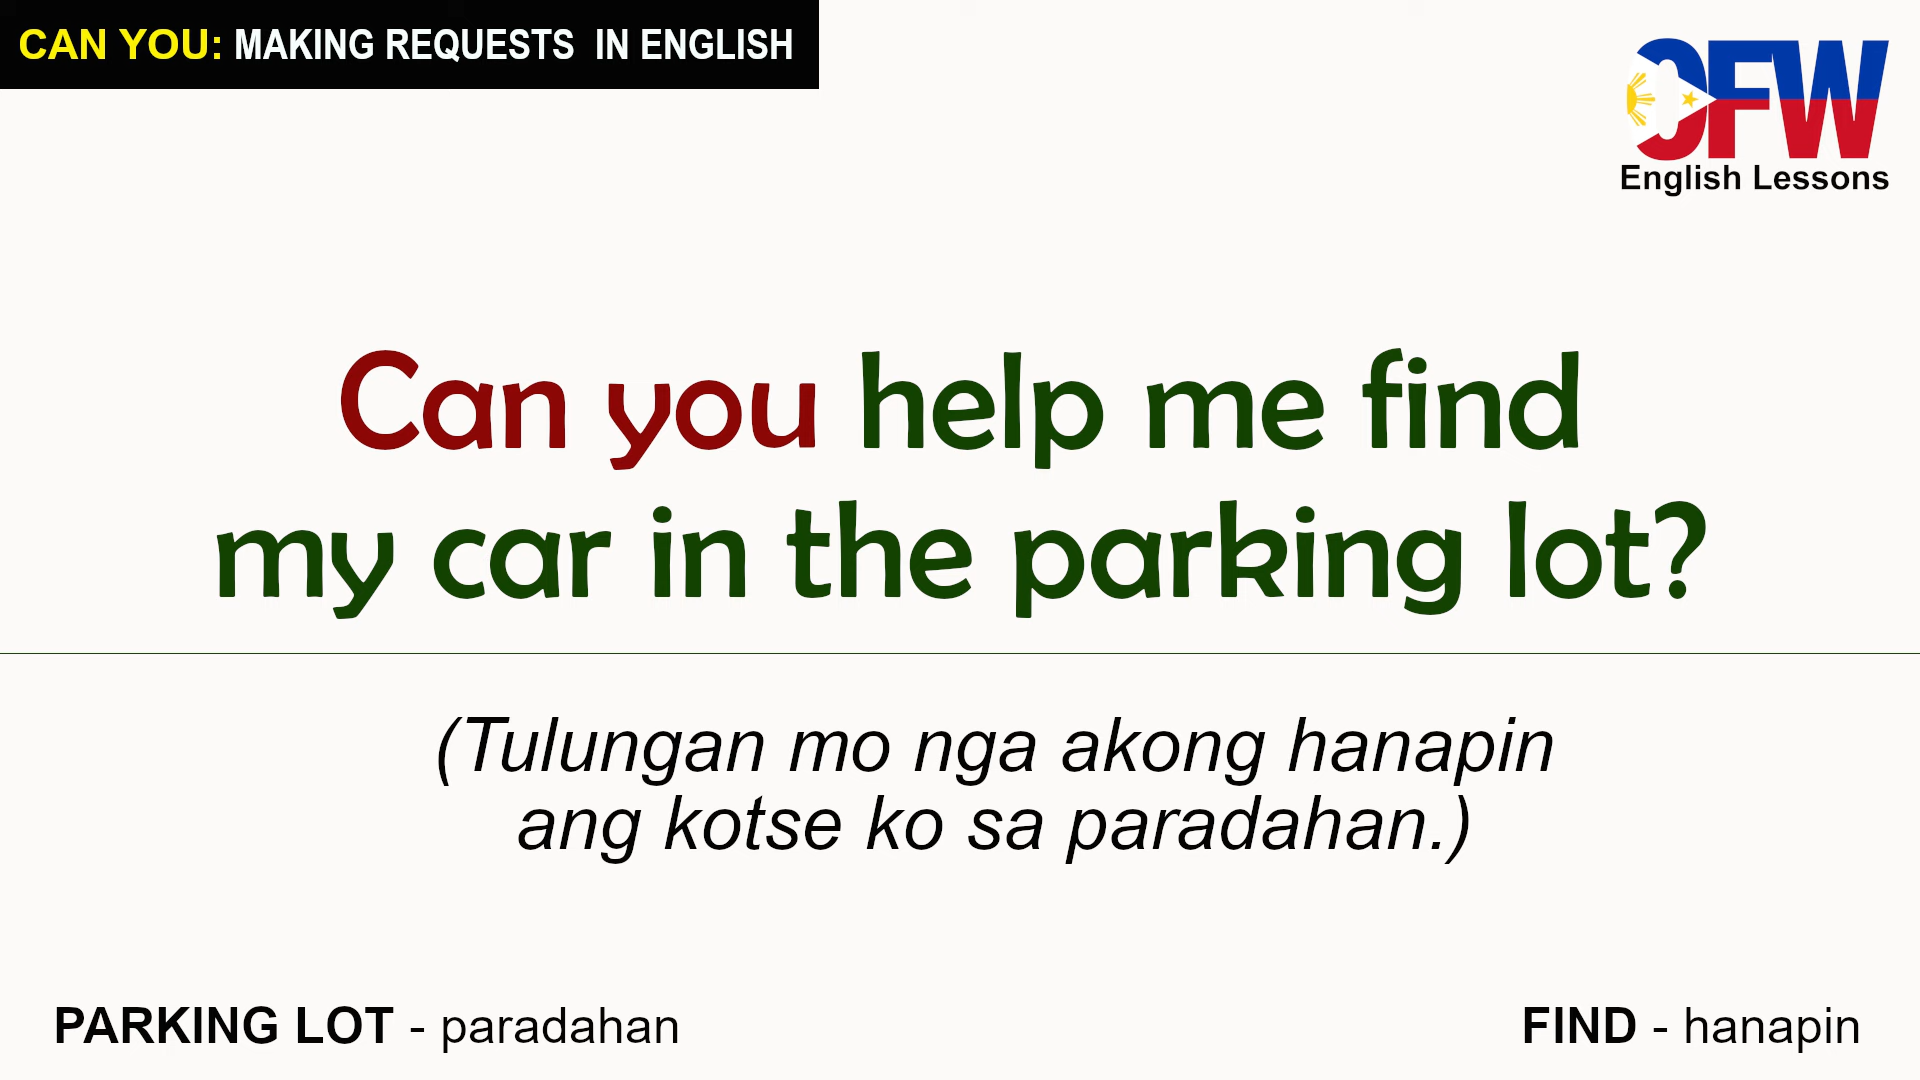 CAN YOU: MAKING REQUESTS IN ENGLISH
OFW
English Lessons
Can you help me find
my car in the parking lot?
(Tulungan mo nga akong hanapin
ang kotse ko sa paradahan.)
PARKING LOT - paradahan
FIND - hanapin